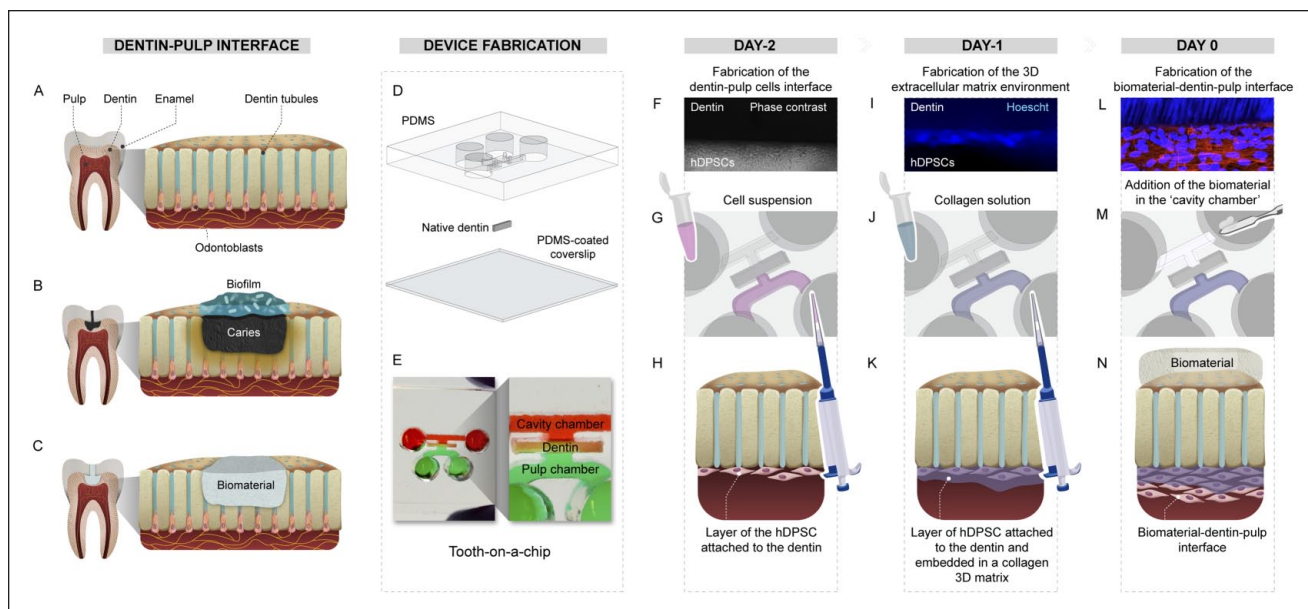 DENTIN-PULP INTERFACE
A
Pulp
Dentin
Enamel
Dentin tubules
Odontoblasts
B
Biofilm
Caries
C
Biomaterial
DEVICE FABRICATION
D
PDMS
Native dentin
PDMS-coated
coverslip
E
Cavity chamber
Dentin
Pulp chamber
Tooth-on-a-chip
DAY-2
Fabrication of the
dentin-pulp cells interface
F
Dentin
Phase contrast
hDPSCs
Cell suspension
G
H
Layer of the hDPSC
attached to the dentin
DAY-1
Fabrication of the 3D
extracellular matrix environment
I
Dentin
Hoescht
hDPSCs
Collagen solution
J
K
Layer of hDPSC attached
to the dentin and
embedded in a collagen
3D matrix
DAY 0
Fabrication of the
biomaterial-dentin-pulp interface
L
Addition of the biomaterial
in the ‘cavity chamber’
M
N
Biomaterial
Biomaterial-dentin-pulp
interface